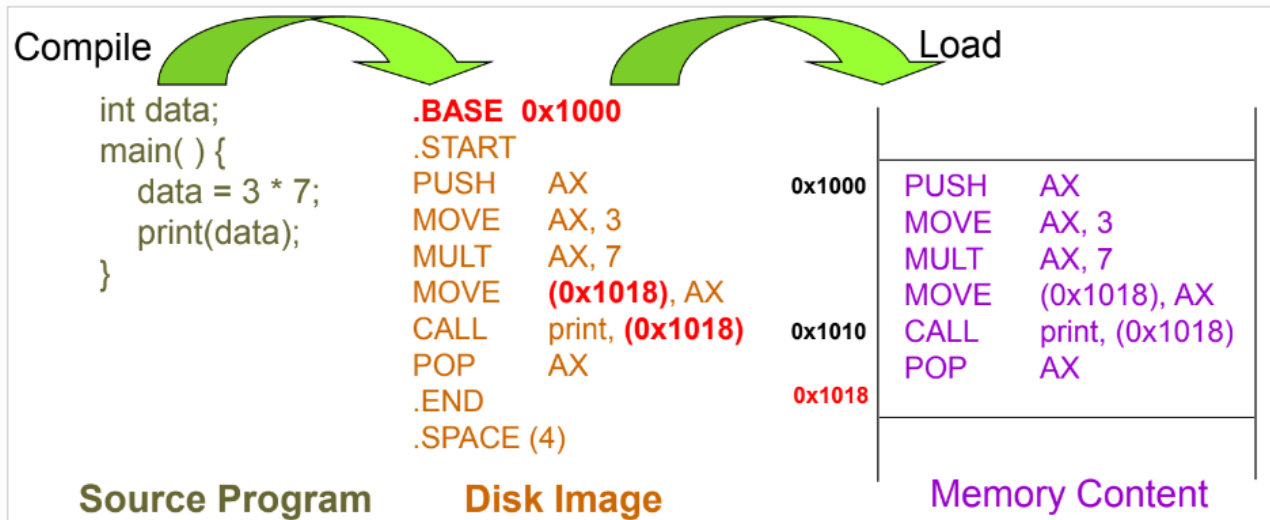 Compile
int data;
main( ) {
data = 3 * 7;
print(data);
}
Source Program
.BASE 0x1000
.START
PUSH AX
MOVE AX, 3
MULT AX, 7
MOVE (0x1018), AX
CALL print, (0x1018)
POP AX
.END
.SPACE (4)
Disk Image
Load
0x1000 PUSH AX
MOVE AX, 3
MULT AX, 7
MOVE (0x1018), AX
0x1010 CALL print, (0x1018)
POP AX
0x1018
Memory Content